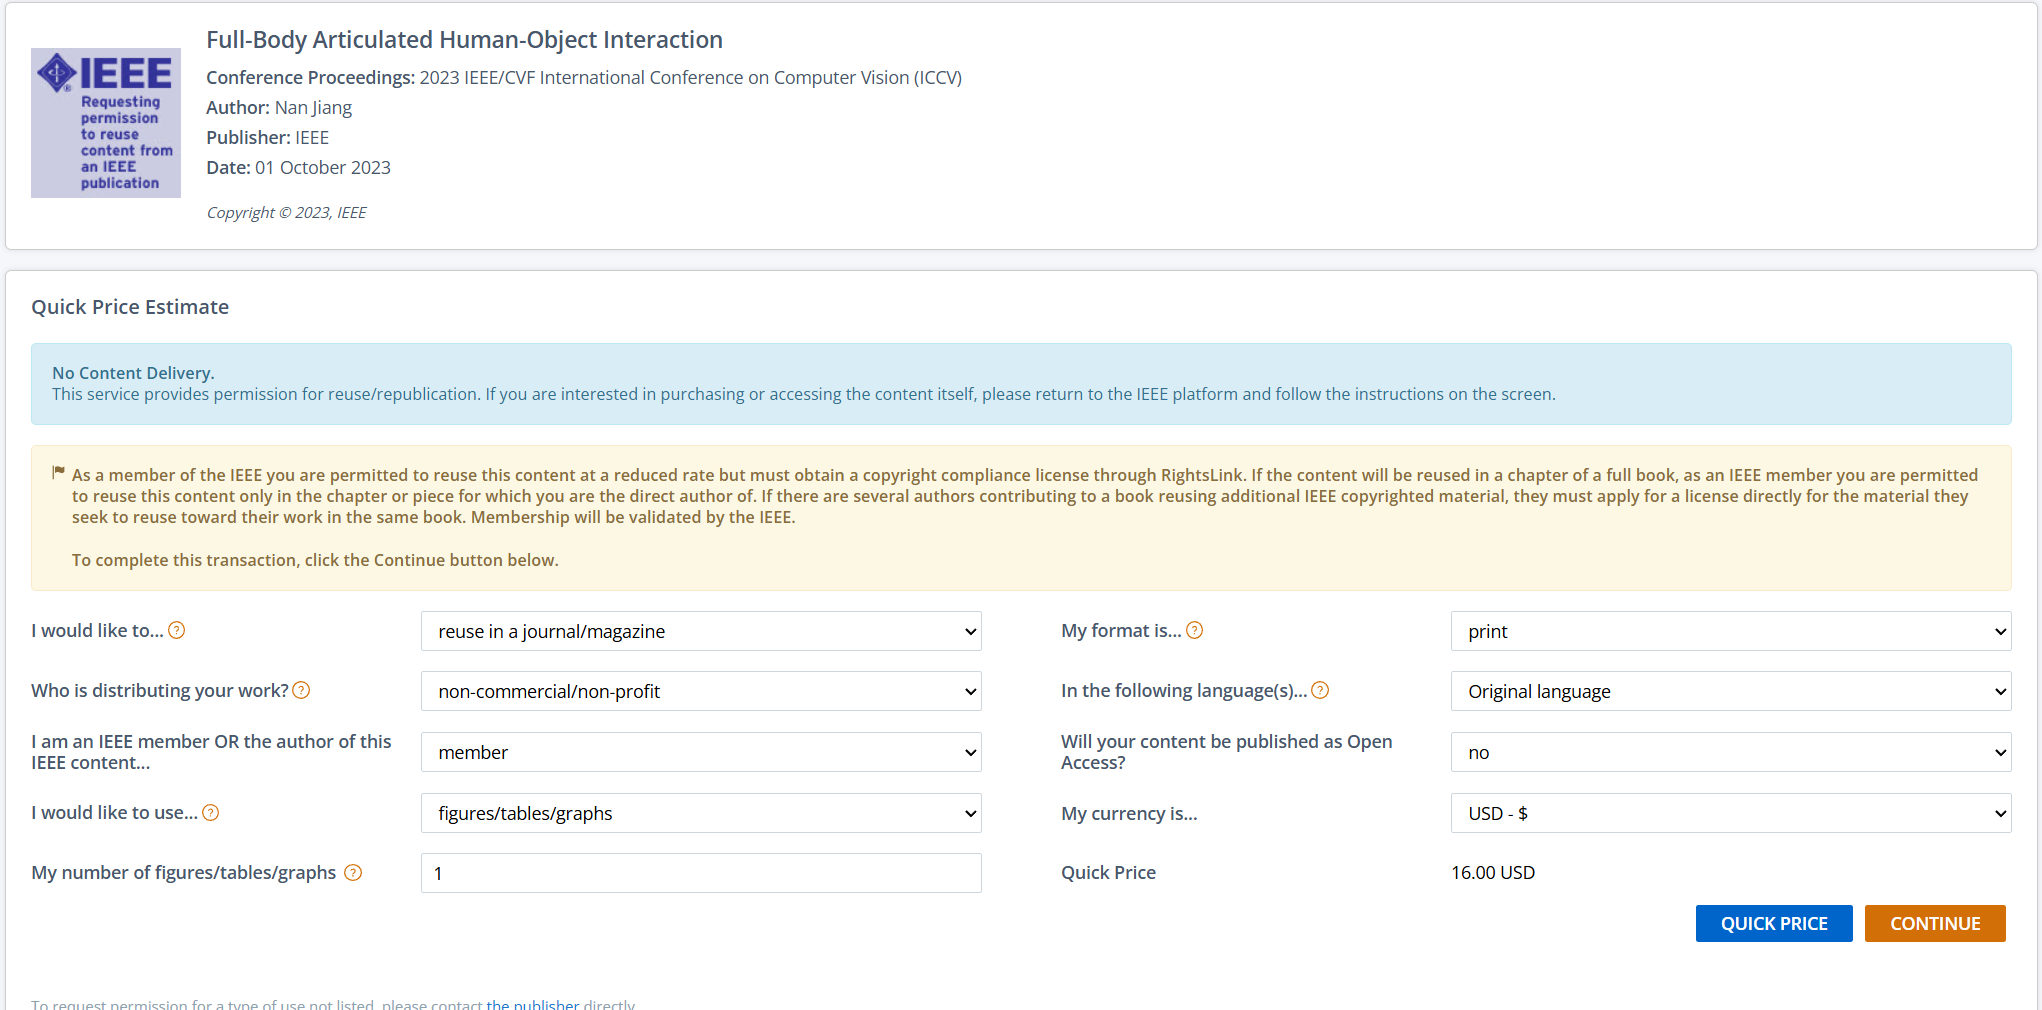 IEEE
Requesting
permission
to reuse
content from
an IEEE
publication
Full-Body Articulated Human-Object Interaction
Conference Proceedings: 2023 IEEE/CVF International Conference on Computer Vision (ICCV)
Author: Nan Jiang
Publisher: IEEE
Date: 01 October 2023
Copyright © 2023, IEEE
Quick Price Estimate
No Content Delivery.
This service provides permission for reuse/republication. If you are interested in purchasing or accessing the content itself, please return to the IEEE platform and follow the instructions on the screen.
As a member of the IEEE you are permitted to reuse this content at a reduced rate but must obtain a copyright compliance license through RightsLink. If the content will be reused in a chapter of a full book, as an IEEE member you are permitted
to reuse this content only in the chapter or piece for which you are the direct author of. If there are several authors contributing to a book reusing additional IEEE copyrighted material, they must apply for a license directly for the material they
seek to reuse toward their work in the same book. Membership will be validated by the IEEE.
To complete this transaction, click the Continue button below.
I would like to... ?
reuse in a journal/magazine
Who is distributing your work? ?
non-commercial/non-profit
I am an IEEE member OR the author of this
IEEE content...
member
I would like to use... ?
figures/tables/graphs
My number of figures/tables/graphs ?
1
My format is... ?
print
In the following language(s)... ?
Original language
Will your content be published as Open
Access?
no
My currency is...
USD - $
Quick Price
16.00 USD
QUICK PRICE
CONTINUE
To request permission for a type of use not listed, please contact the publisher directly.